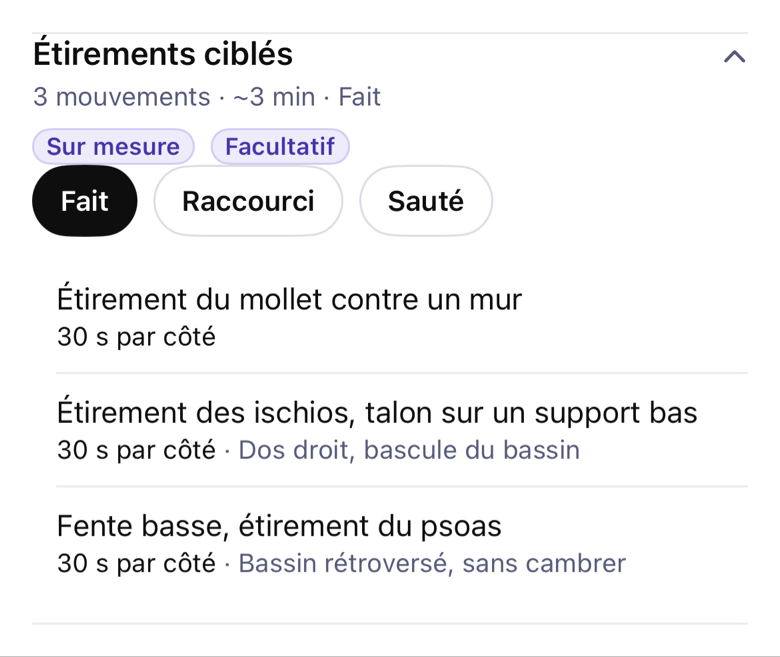 Étirements ciblés
3 mouvements · ~3 min · Fait
Sur mesure Facultatif
Fait Raccourci Sauté
Étirement du mollet contre un mur
30 s par côté
Étirement des ischios, talon sur un support bas
30 s par côté · Dos droit, bascule du bassin
Fente basse, étirement du psoas
30 s par côté · Bassin rétroversé, sans cambrer